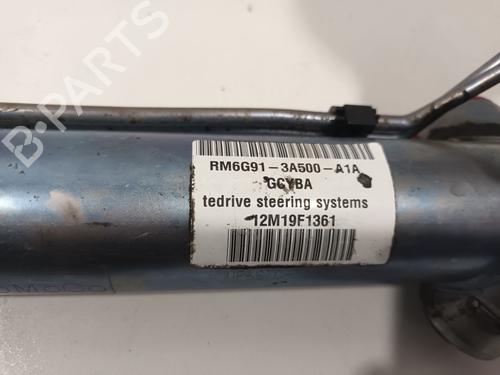 RM6G91-3A500-A1A
GCYBA
tedrive steering systems
12M19F1361
B-PARTS